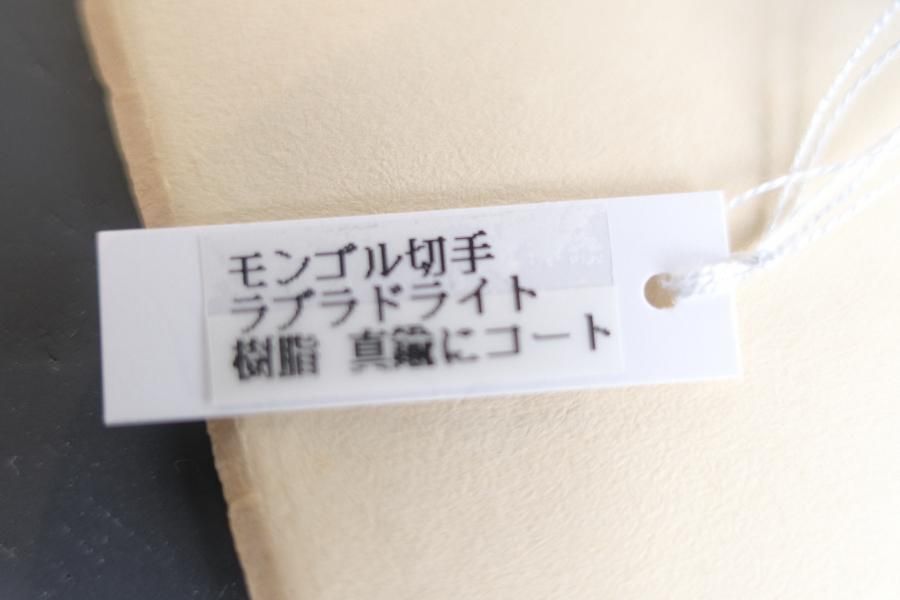 モンゴル切手
ラブラドライト
樹脂 真鍮にコート